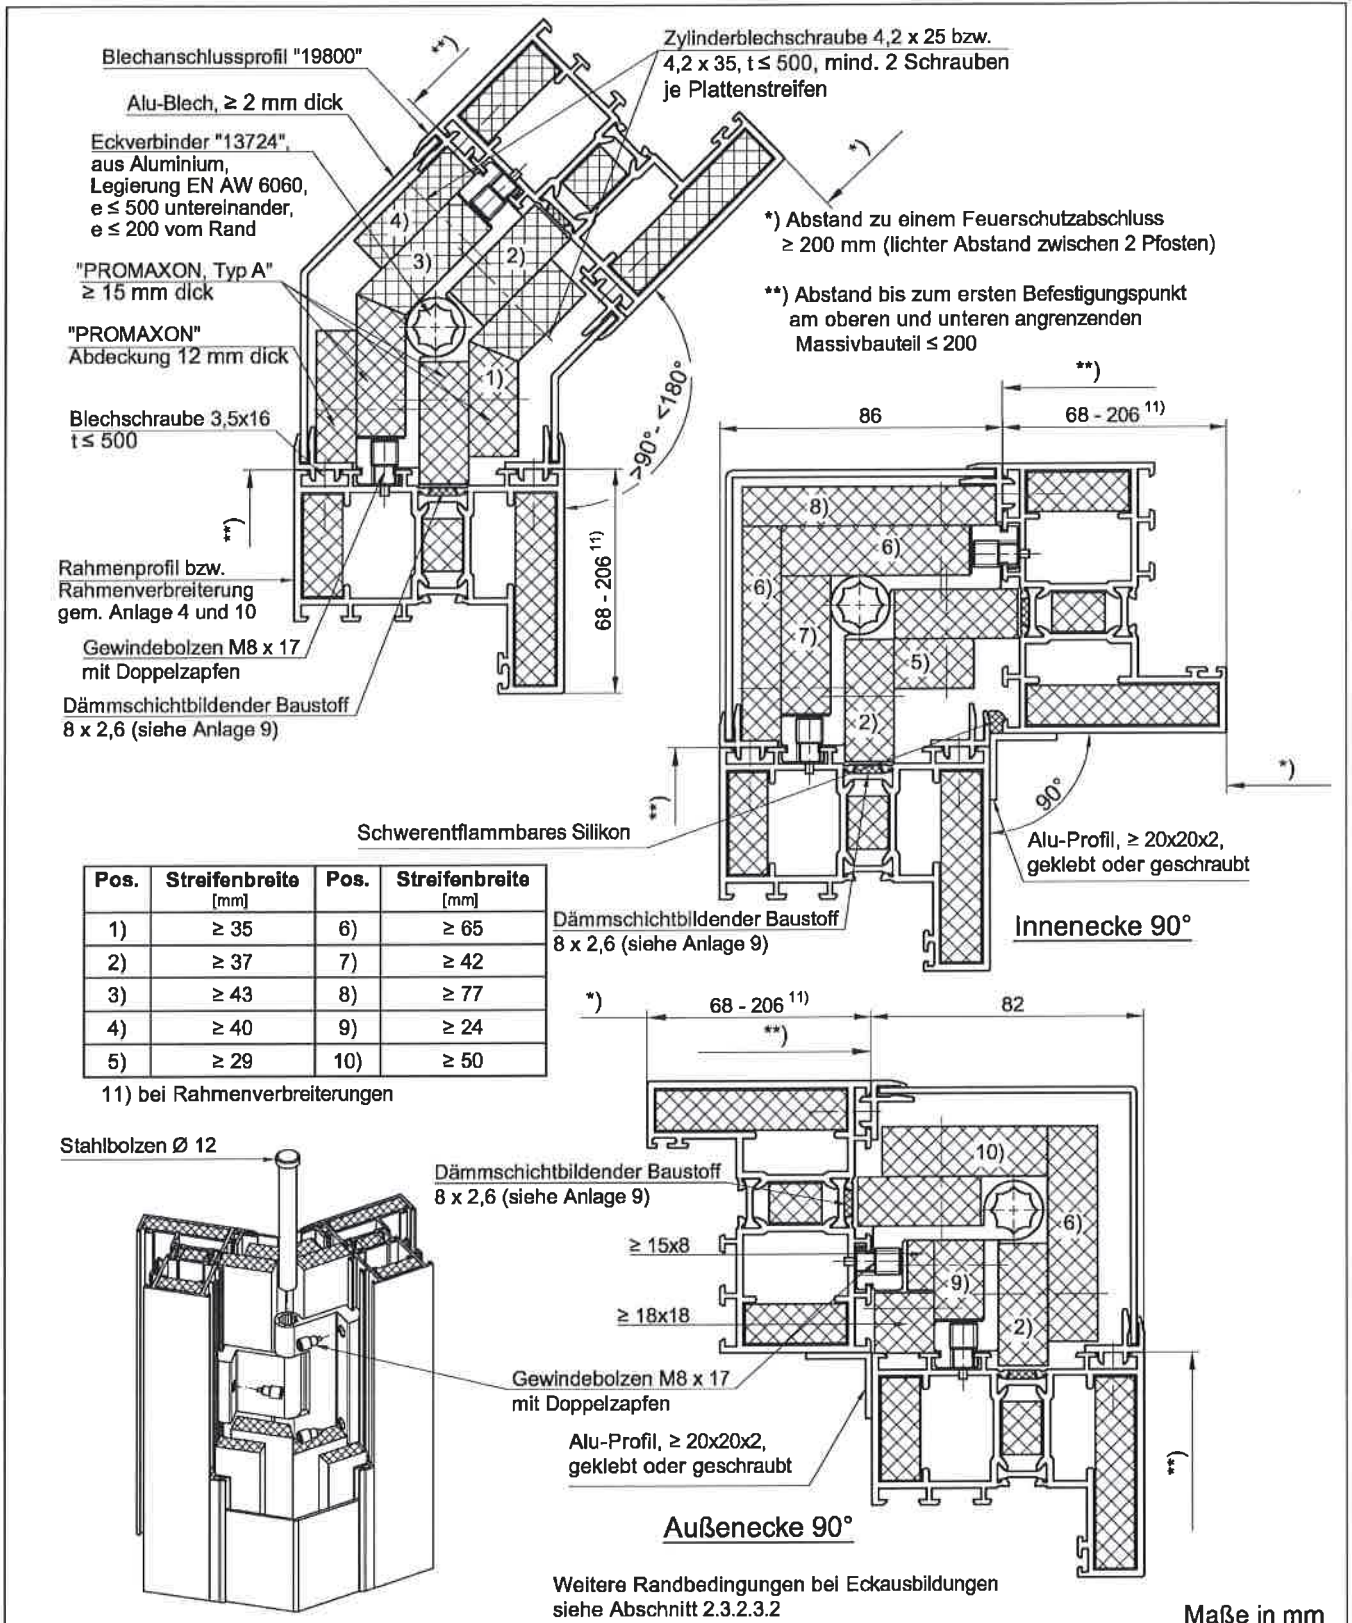 Blechanschlussprofil "19800"
Alu-Blech, ≥ 2 mm dick
Eckverbinder "13724",
aus Aluminium,
Legierung EN AW 6060,
e ≤ 500 untereinander,
e ≤ 200 vom Rand
"PROMAXON, Typ A"
≥ 15 mm dick
"PROMAXON"
Abdeckung 12 mm dick
Blechschraube 3,5x16
t ≤ 500
Rahmenprofil bzw.
Rahmenverbreiterung
gem. Anlage 4 und 10
Gewindebolzen M8 x 17
mit Doppelzapfen
Dämmschichtbildender Baustoff
8 x 2,6 (siehe Anlage 9)
**)
Zylinderblechschraube 4,2 x 25 bzw.
4,2 x 35, t ≤ 500, mind. 2 Schrauben
je Plattenstreifen
*)
4)
3)
2)
1)
>90°- <180°
**)
68 - 206 11)
*) Abstand zu einem Feuerschutzabschluss
≥ 200 mm (lichter Abstand zwischen 2 Pfosten)
**) Abstand bis zum ersten Befestigungspunkt
am oberen und unteren angrenzenden
Massivbauteil ≤ 200
**)
86
68 - 206 11)
8)
6)
6)
7)
5)
2)
**)
90°
*)
Schwerentflammbares Silikon
Alu-Profil, ≥ 20x20x2,
geklebt oder geschraubt
Dämmschichtbildender Baustoff
8 x 2,6 (siehe Anlage 9)
Innenecke 90°
Pos. Streifenbreite Pos. Streifenbreite
[mm] [mm]
1) ≥ 35 6) ≥ 65
2) ≥ 37 7) ≥ 42
3) ≥ 43 8) ≥ 77
4) ≥ 40 9) ≥ 24
5) ≥ 29 10) ≥ 50
11) bei Rahmenverbreiterungen
*)
68 - 206 11)
82
**)
Stahlbolzen Ø 12
Dämmschichtbildender Baustoff
8 x 2,6 (siehe Anlage 9)
10)
6)
≥ 15x8
9)
≥ 18x18
2)
Gewindebolzen M8 x 17
mit Doppelzapfen
Alu-Profil, ≥ 20x20x2,
geklebt oder geschraubt
**)
Außenecke 90°
Weitere Randbedingungen bei Eckausbildungen
siehe Abschnitt 2.3.2.3.2
Maße in mm